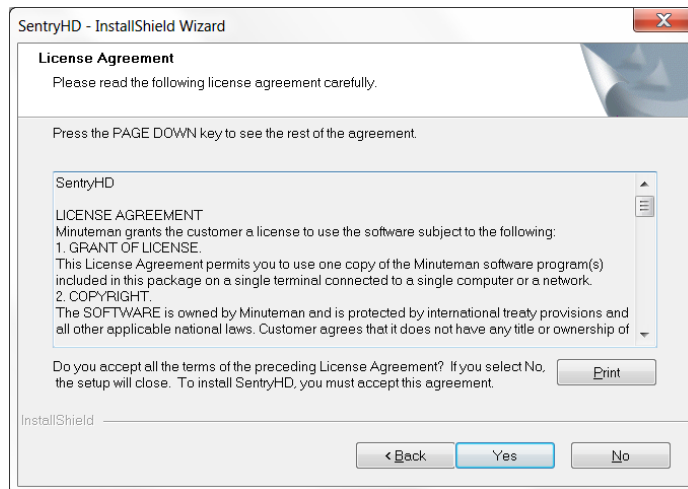 SentryHD - InstallShield Wizard
License Agreement
Please read the following license agreement carefully.
Press the PAGE DOWN key to see the rest of the agreement.
SentryHD
LICENSE AGREEMENT
Minuteman grants the customer a license to use the software subject to the following:
1. GRANT OF LICENSE.
This License Agreement permits you to use one copy of the Minuteman software program(s)
included in this package on a single terminal connected to a single computer or a network.
2. COPYRIGHT.
The SOFTWARE is owned by Minuteman and is protected by international treaty provisions and
all other applicable national laws. Customer agrees that it does not have any title or ownership of
Do you accept all the terms of the preceding License Agreement? If you select No,
the setup will close. To install SentryHD, you must accept this agreement.
Print
InstallShield
< Back
Yes
No